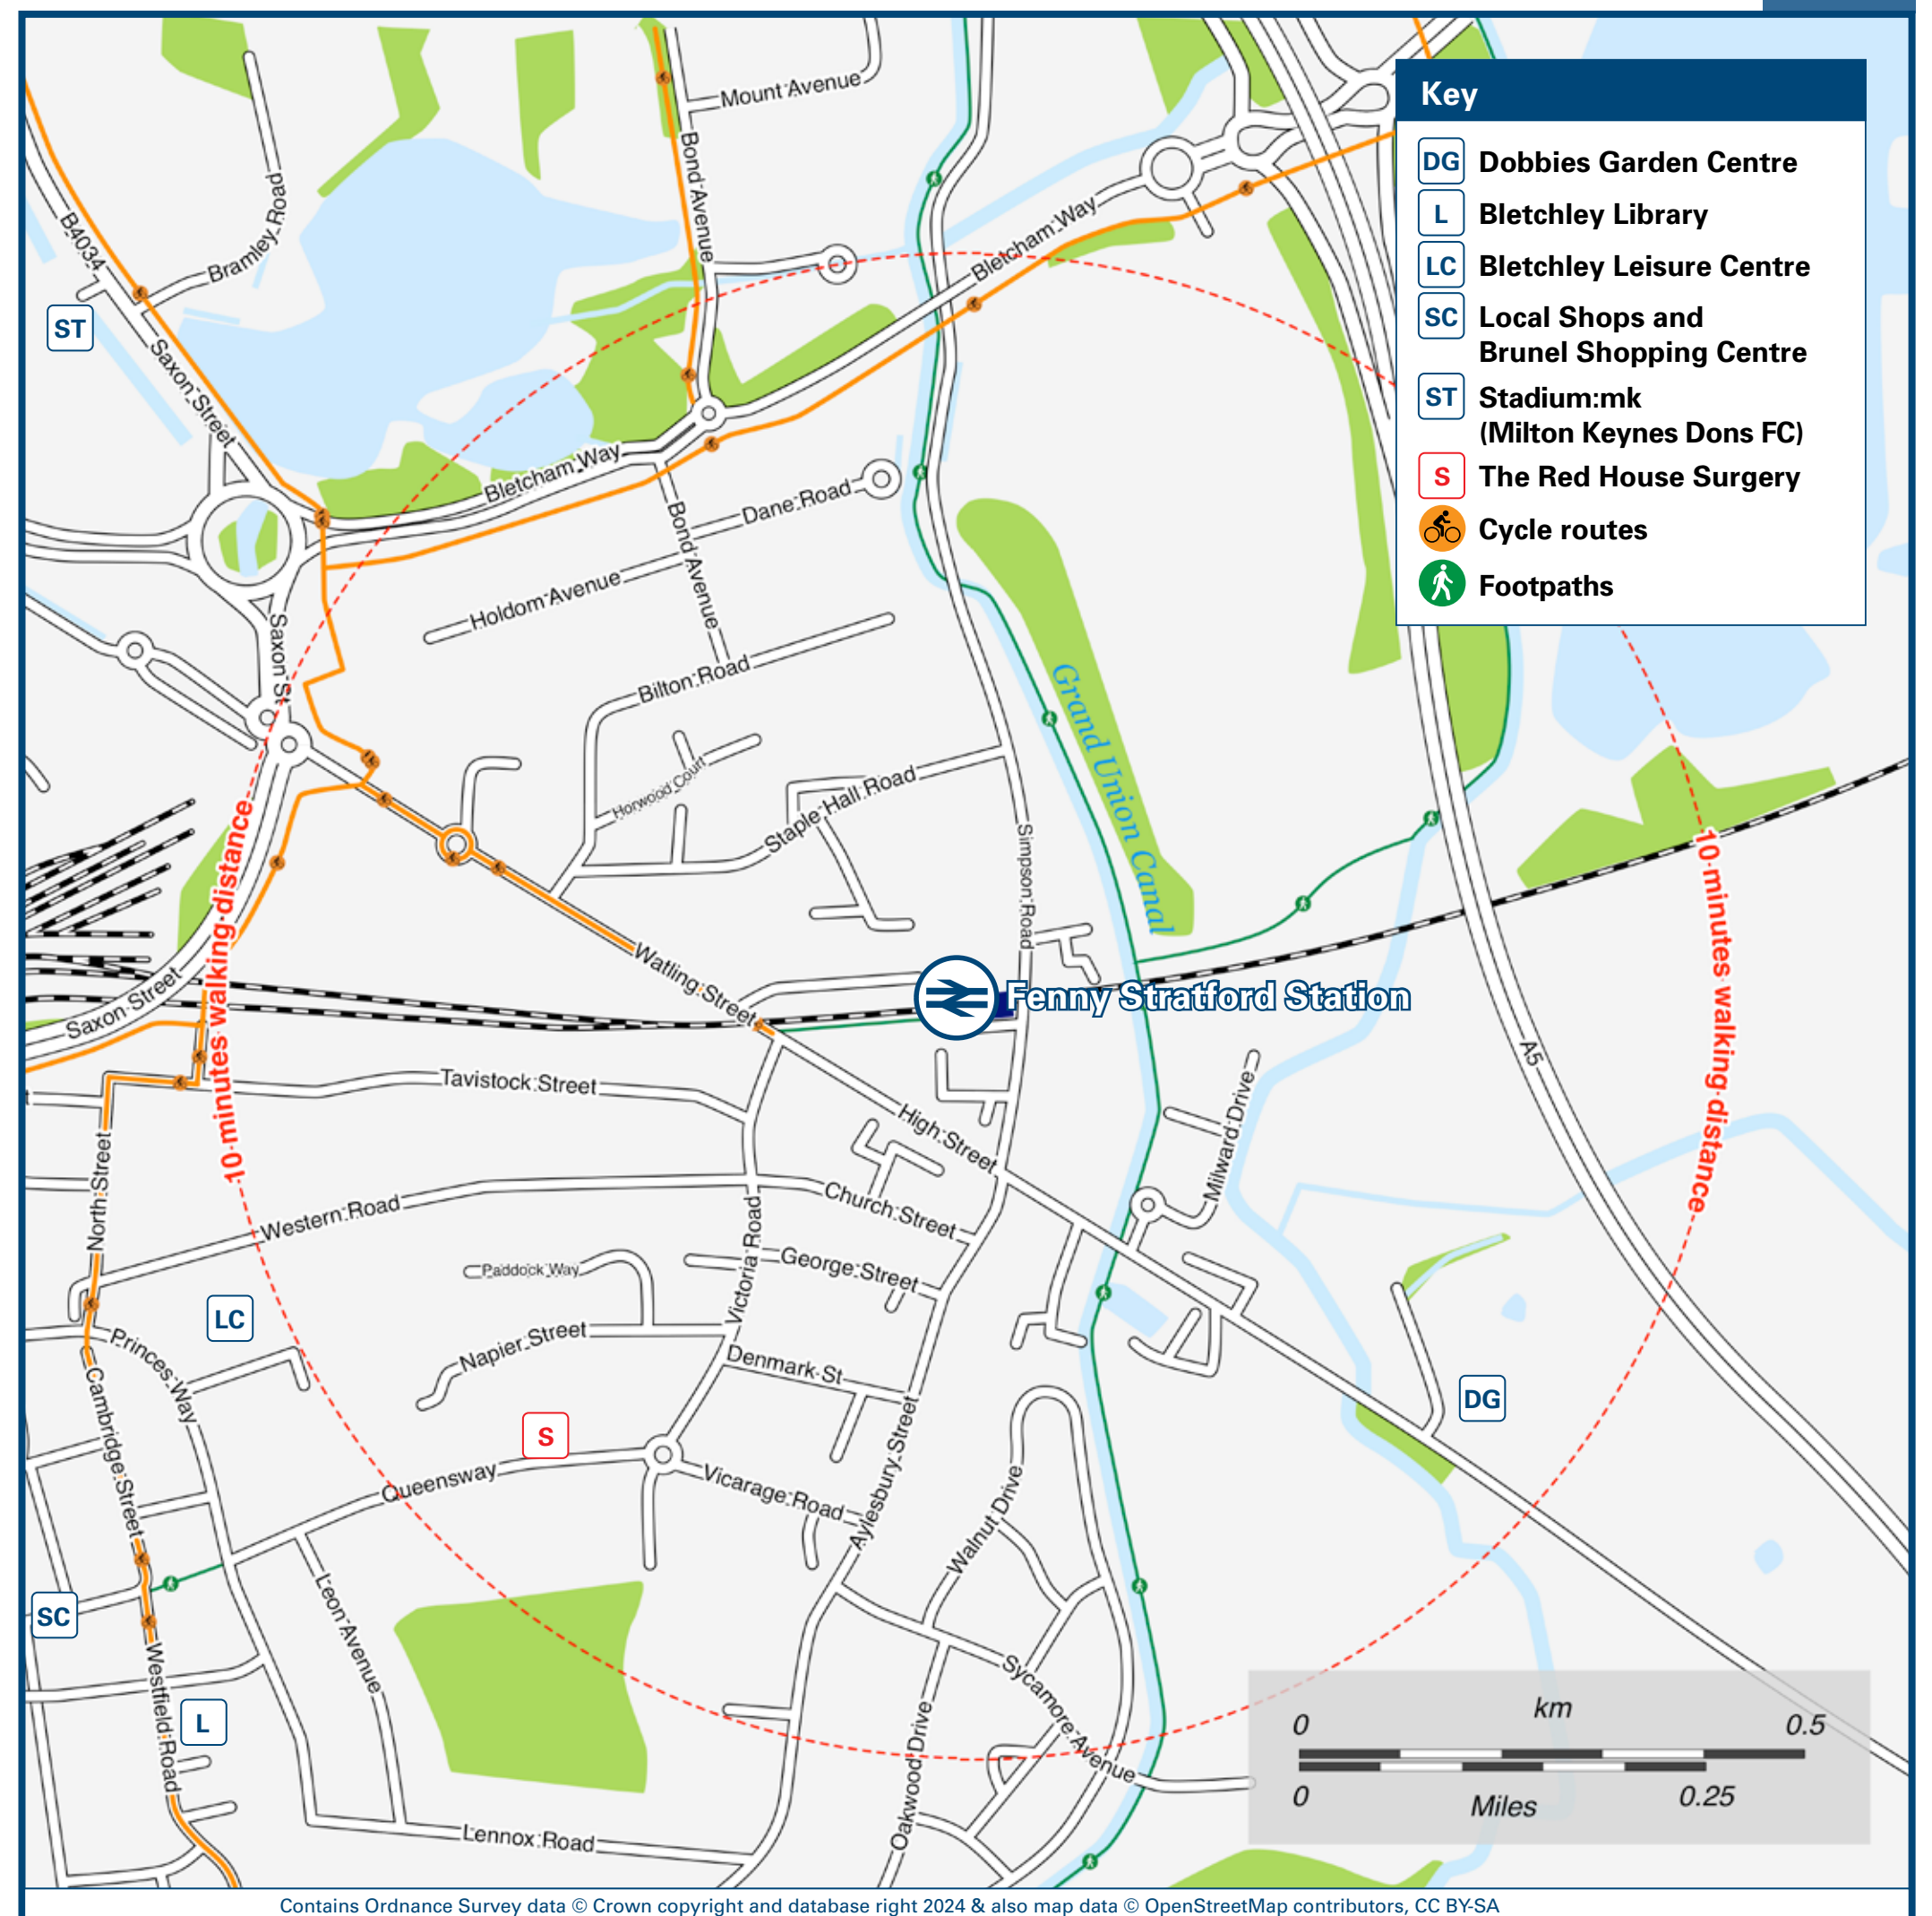 Key
DG Dobbies Garden Centre
L Bletchley Library
LC Bletchley Leisure Centre
SC Local Shops and
Brunel Shopping Centre
ST Stadium:mk
(Milton Keynes Dons FC)
S The Red House Surgery
Cycle routes
Footpaths
Mount Avenue
Bond Avenue
B4034
Bramley Road
Bletcham Way
ST
Saxon Street
Bletcham Way
Dane Road
Bond Avenue
Holdom Avenue
Saxon St
Bilton Road
Grand Union Canal
Horwood Court
Staple Hall Road
Simpson Road
10 minutes walking distance
10 minutes walking distance
Watling Street
Saxon Street
Fenny Stratford Station
A5
Tavistock Street
High Street
Milward Drive
North Street
Western Road
Church Street
Victoria Road
George Street
Paddock Way
LC
Princes Way
Napier Street
Denmark St
DG
Cambridge Street
S
Queensway
Vicarage Road
Aylesbury Street
Walnut Drive
Leon Avenue
SC
Westfield Road
L
Sycamore Avenue
Oakwood Drive
Lennox Road
km
0 0.5
0 Miles 0.25
Contains Ordnance Survey data © Crown copyright and database right 2024 & also map data © OpenStreetMap contributors, CC BY-SA